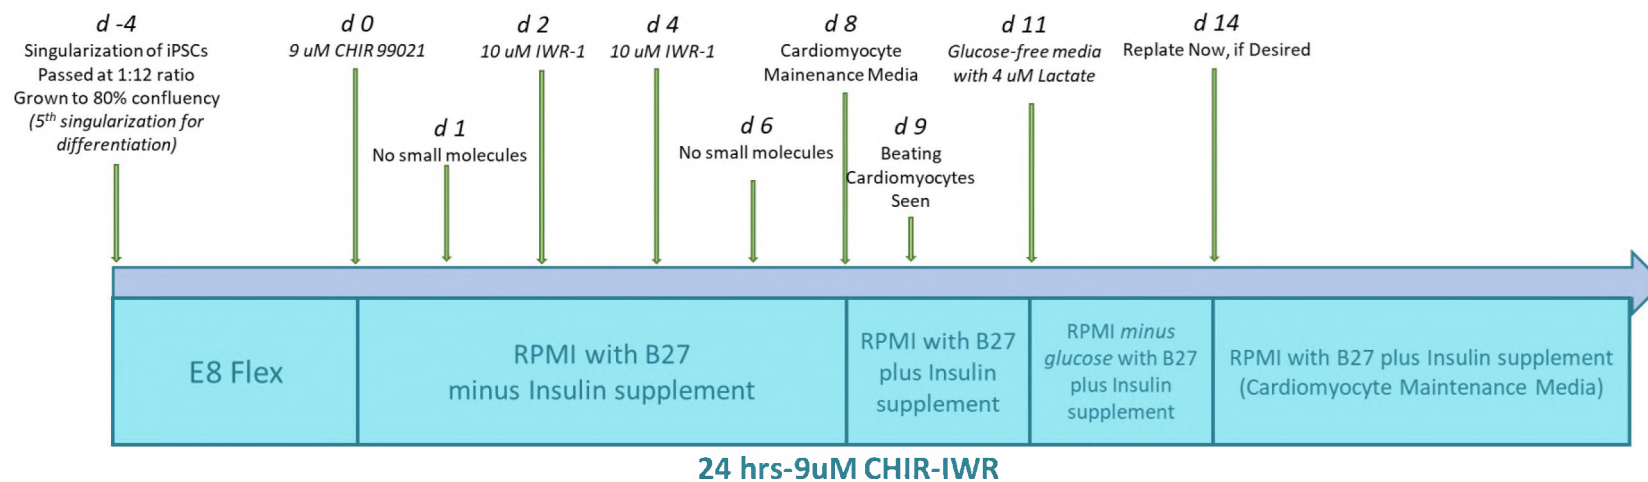 d -4
Singularization of iPSCs
Passed at 1:12 ratio
Grown to 80% confluency
(5th singularization for
differentiation)
d 0
9 uM CHIR 99021
d 1
No small molecules
d 2
10 uM IWR-1
d 4
10 uM IWR-1
d 6
No small molecules
d 8
Cardiomyocyte
Mainenance Media
d 9
Beating
Cardiomyocytes
Seen
d 11
Glucose-free media
with 4 uM Lactate
d 14
Replate Now, if Desired
E8 Flex
RPMI with B27
minus Insulin supplement
RPMI with B27
plus Insulin
supplement
RPMI minus
glucose with B27
plus Insulin
supplement
RPMI with B27 plus Insulin supplement
(Cardiomyocyte Maintenance Media)
24 hrs-9uM CHIR-IWR